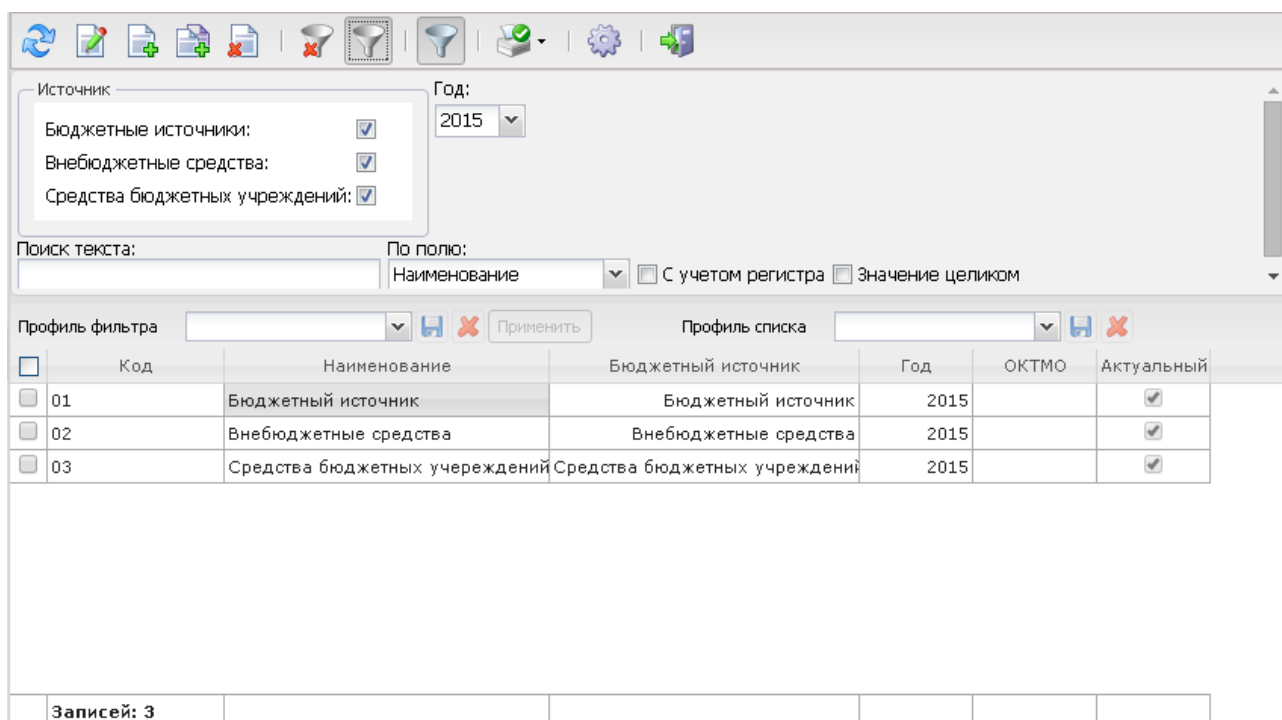 Источник
Год:
Бюджетные источники:
2015
Внебюджетные средства:
Средства бюджетных учреждений:
Поиск текста:
По полю:
Наименование
С учетом регистра
Значение целиком
Профиль фильтра
Применить
Профиль списка
Код Наименование Бюджетный источник Год ОКТМО Актуальный
01 Бюджетный источник Бюджетный источник 2015
02 Внебюджетные средства Внебюджетные средства 2015
03 Средства бюджетных учереждений Средства бюджетных учреждений 2015
Записей: 3